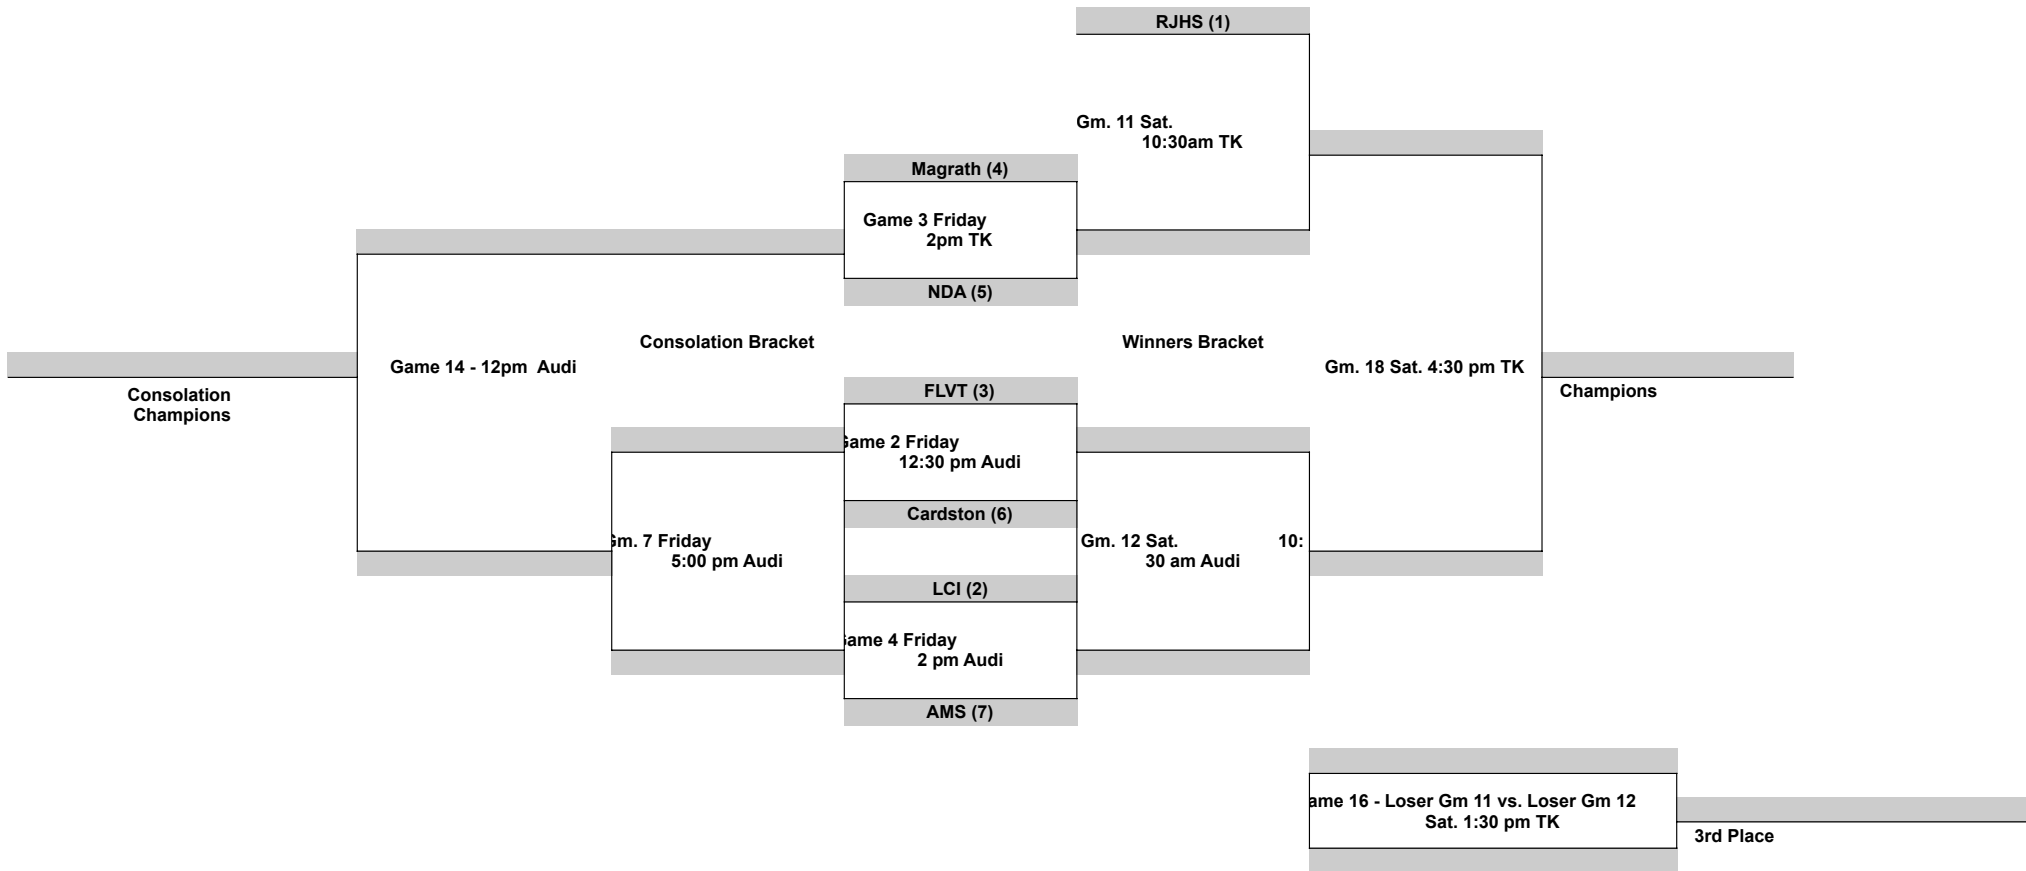 RJHS (1)
Gm. 11 Sat.
10:30am TK
Magrath (4)
Game 3 Friday
2pm TK
NDA (5)
Consolation Bracket
Winners Bracket
Game 14 - 12pm Audi
Gm. 18 Sat. 4:30 pm TK
Consolation
Champions
FLVT (3)
Champions
Game 2 Friday
12:30 pm Audi
Cardston (6)
Gm. 7 Friday
5:00 pm Audi
Gm. 12 Sat. 10:
30 am Audi
LCI (2)
Game 4 Friday
2 pm Audi
AMS (7)
ame 16 - Loser Gm 11 vs. Loser Gm 12
Sat. 1:30 pm TK
3rd Place